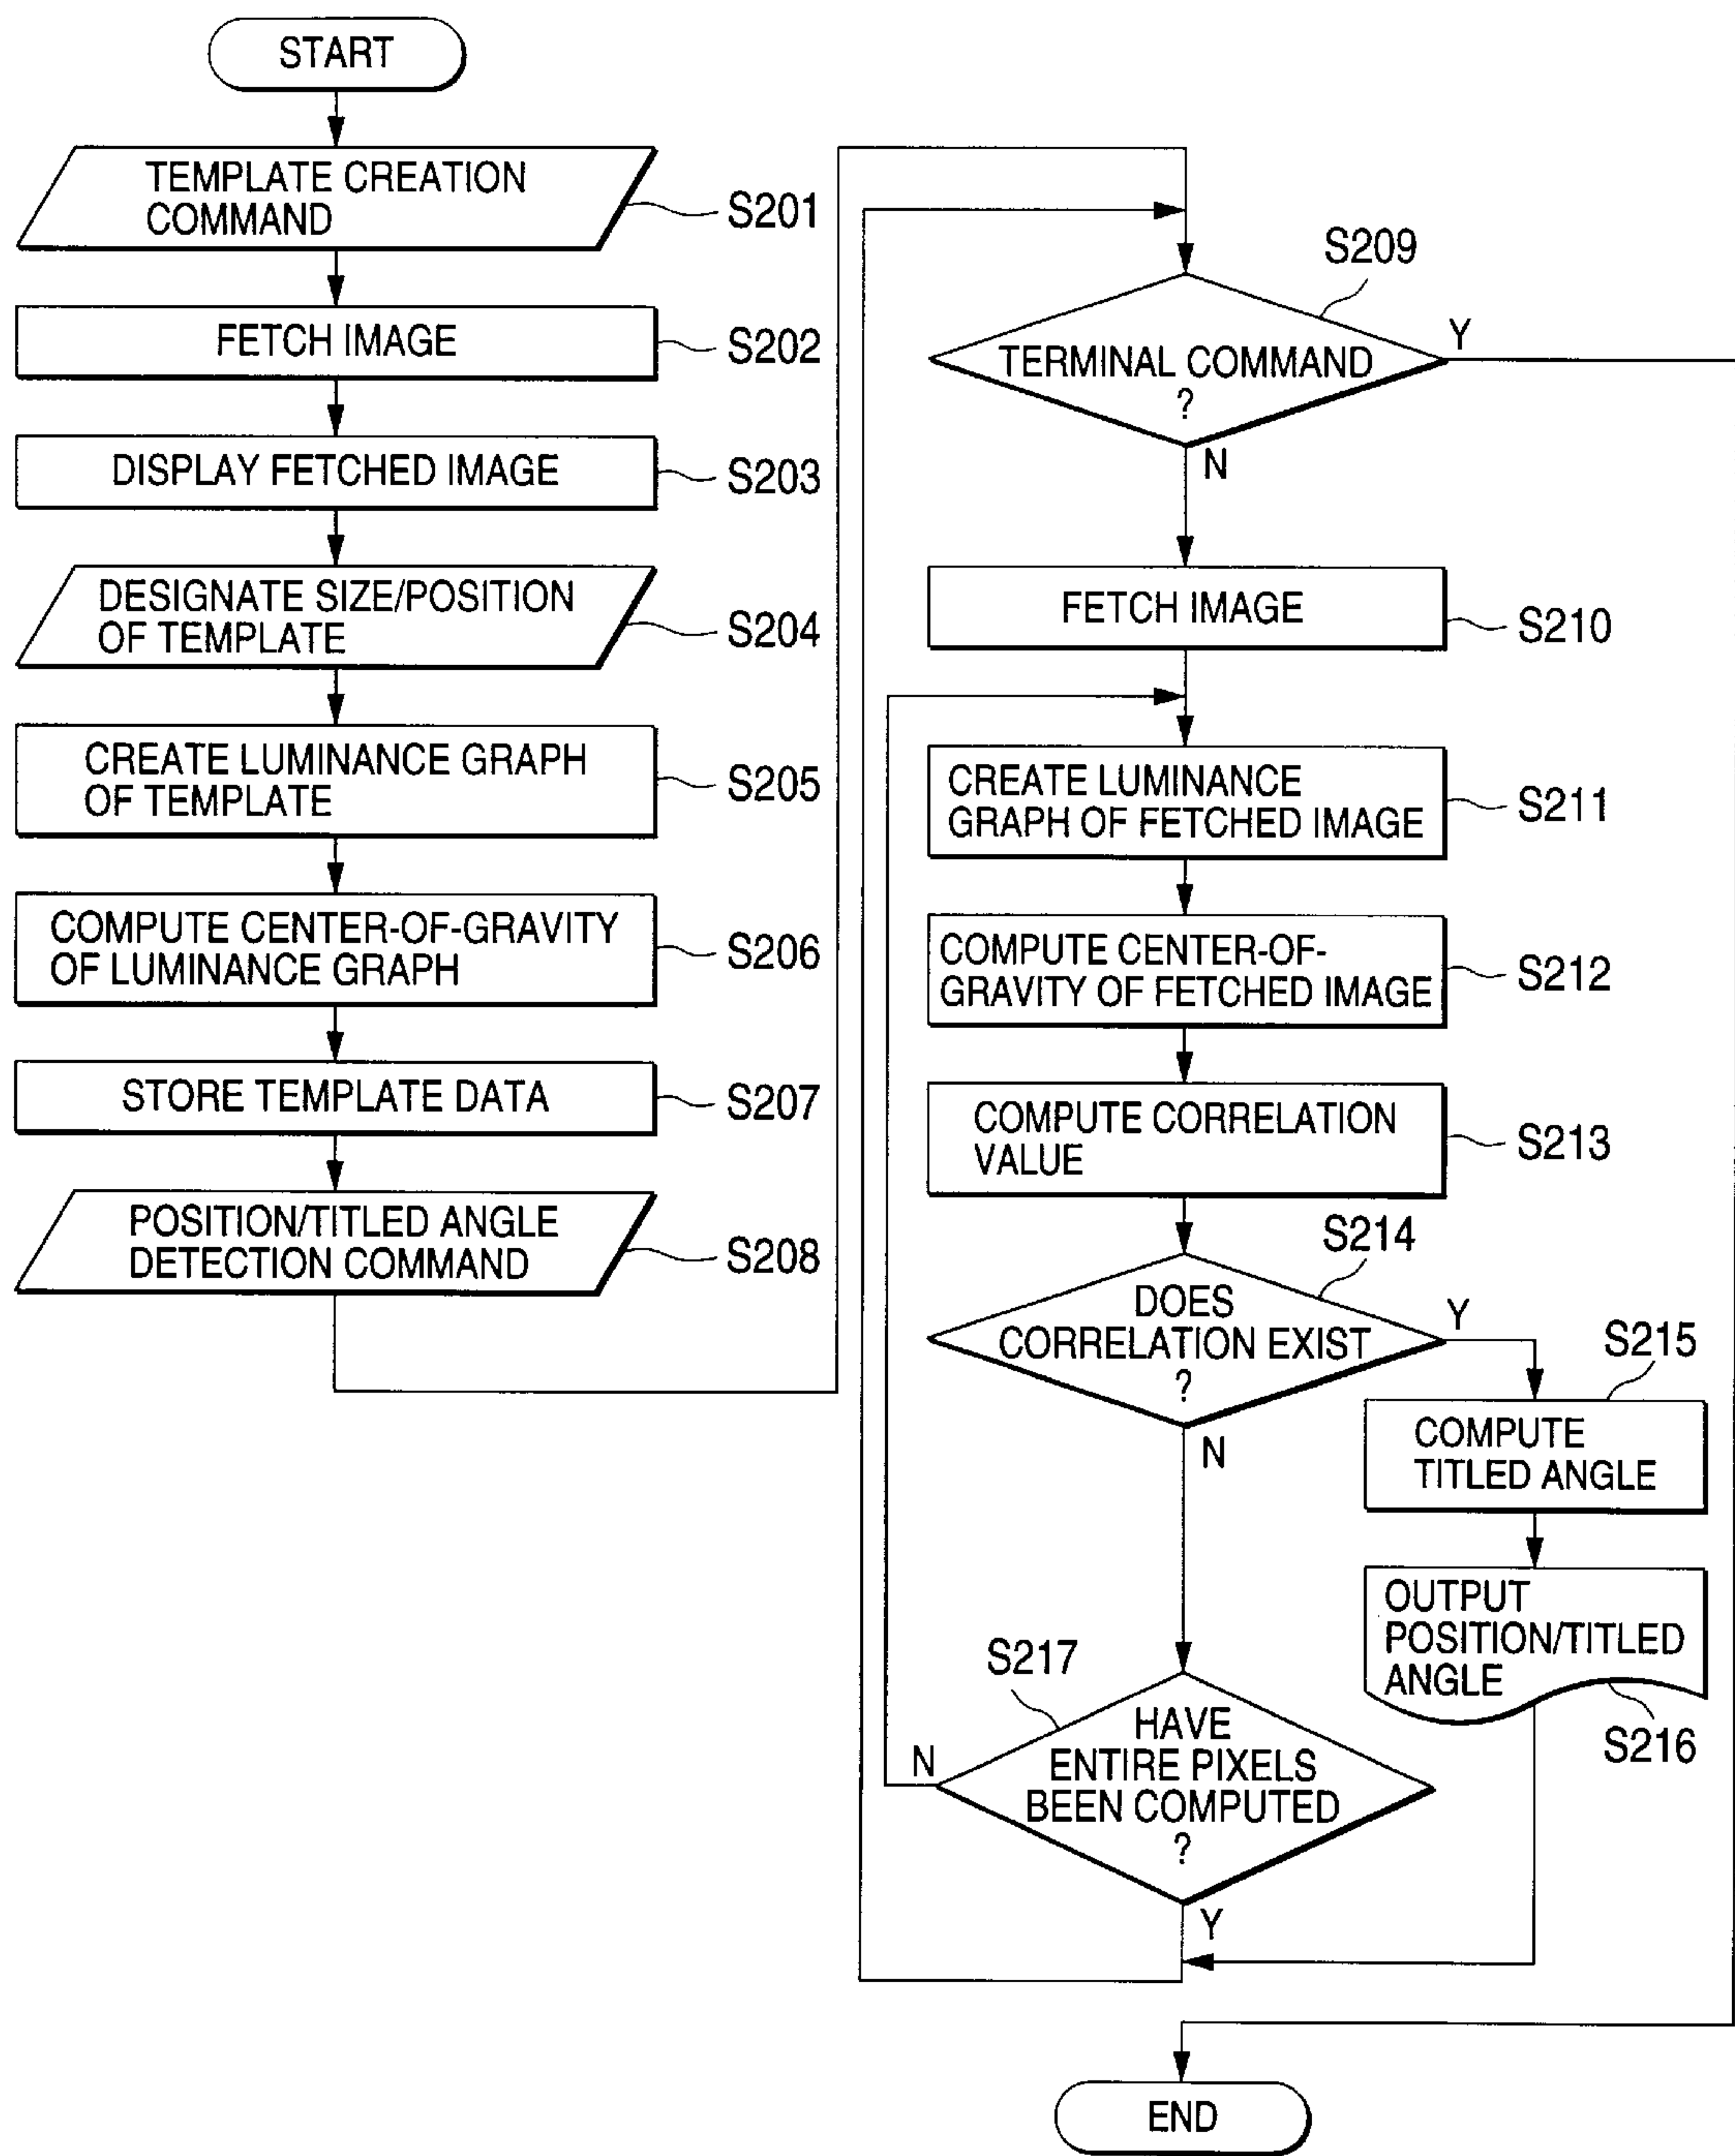 START
TEMPLATE CREATION
COMMAND
S201
FETCH IMAGE
S202
DISPLAY FETCHED IMAGE
S203
DESIGNATE SIZE/POSITION
OF TEMPLATE
S204
CREATE LUMINANCE GRAPH
OF TEMPLATE
S205
COMPUTE CENTER-OF-GRAVITY
OF LUMINANCE GRAPH
S206
STORE TEMPLATE DATA
S207
POSITION/TITLED ANGLE
DETECTION COMMAND
S208
S209
TERMINAL COMMAND
?
Y
N
FETCH IMAGE
S210
CREATE LUMINANCE
GRAPH OF FETCHED IMAGE
S211
COMPUTE CENTER-OF-
GRAVITY OF FETCHED IMAGE
S212
COMPUTE CORRELATION
VALUE
S213
S214
DOES
CORRELATION EXIST
?
Y
N
S215
COMPUTE
TITLED ANGLE
OUTPUT
POSITION/TITLED
ANGLE
S216
S217
HAVE
ENTIRE PIXELS
BEEN COMPUTED
?
N
Y
END